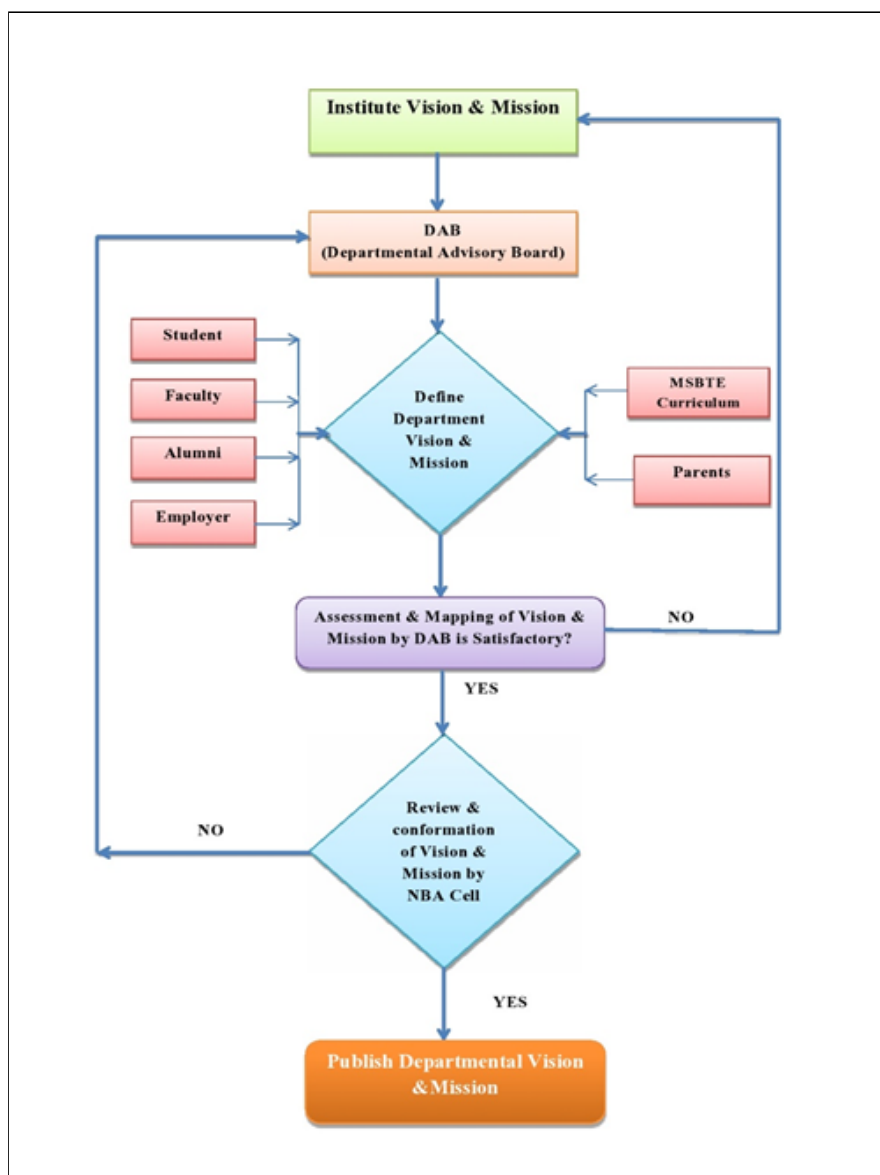 Institute Vision & Mission
DAB
(Departmental Advisory Board)
Student
Faculty
Alumni
Employer
Define
Department
Vision &
Mission
MSBTE
Curriculum
Parents
Assessment & Mapping of Vision &
Mission by DAB is Satisfactory?
NO
YES
Review &
conformation
of Vision &
Mission by
NBA Cell
NO
YES
Publish Departmental Vision
&Mission